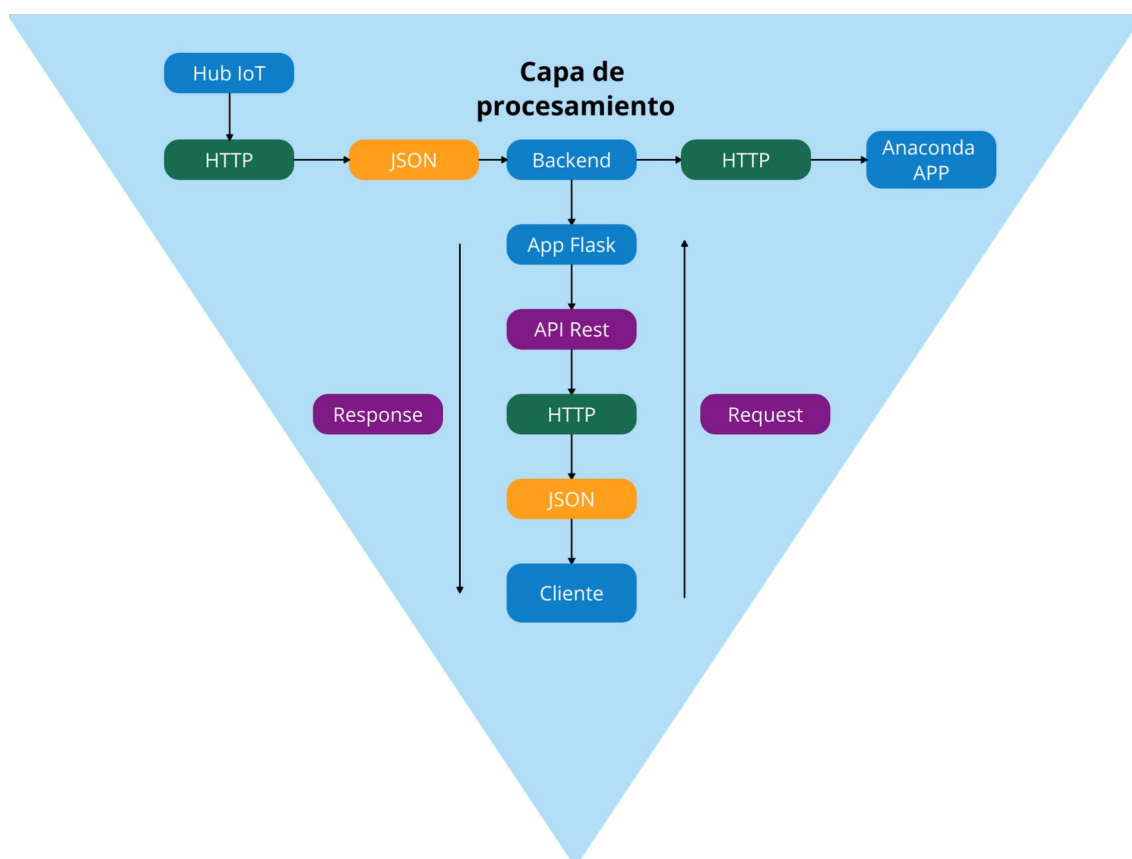 Hub IoT
Capa de
procesamiento
HTTP
JSON
Backend
HTTP
Anaconda
APP
App Flask
API Rest
Response
HTTP
Request
JSON
Cliente